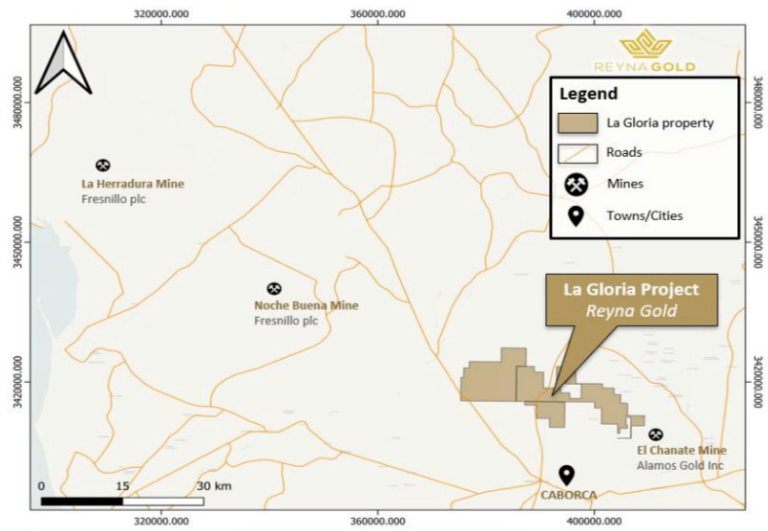 320000.000 360000.000 400000.000
REYNAGOLD
Legend
La Gloria property
Roads
Mines
Towns/Cities
3480000.000 3480000.000
La Herradura Mine
Fresnillo plc
3450000.000 3450000.000
La Gloria Project
Reyna Gold
Noche Buena Mine
Fresnillo plc
3420000.000 3420000.000
El Chanate Mine
Alamos Gold Inc
CABORCA
0 15 30 km
320000.000 360000.000 400000.000